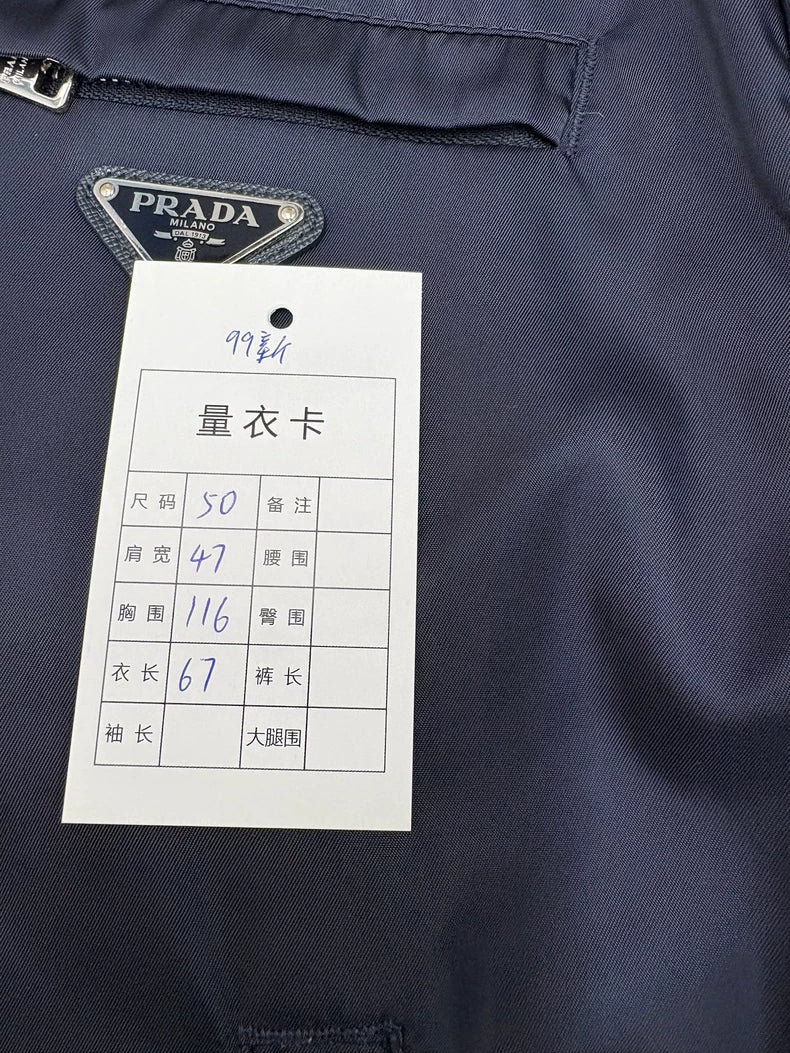 PRADA
MILANO
DAL 1913
99新
量衣卡
尺码 50 备注
肩宽 47 腰围
胸围 116 臀围
衣长 67 裤长
袖长 大腿围